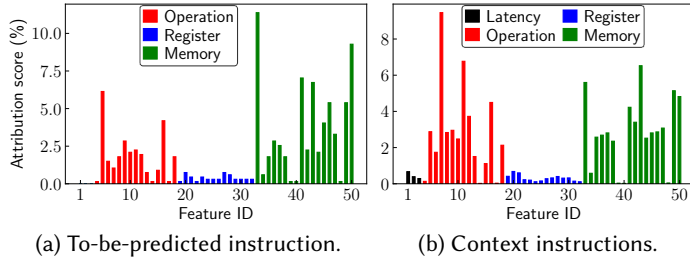 Attribution score (%)
10.0
7.5
5.0
2.5
0.0
Operation
Register
Memory
1
10
20
30
40
50
Feature ID
(a) To-be-predicted instruction.
8
6
4
2
0
Latency
Operation
Register
Memory
1
10
20
30
40
50
Feature ID
(b) Context instructions.